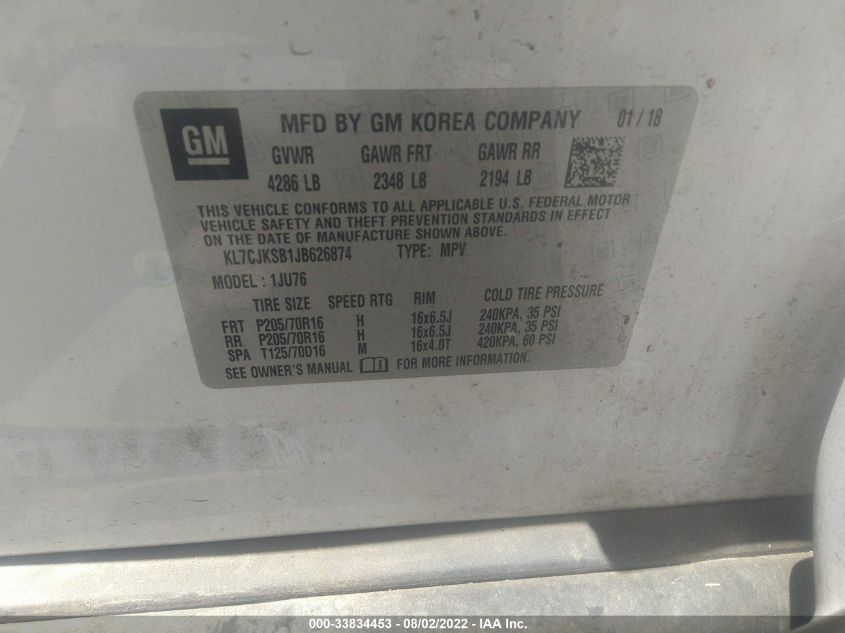 GM
MFD BY GM KOREA COMPANY 01 / 18
GVWR GAWR FRT GAWR RR
4286 LB 2348 LB 2194 LB
THIS VEHICLE CONFORMS TO ALL APPLICABLE U.S. FEDERAL MOTOR
VEHICLE SAFETY AND THEFT PREVENTION STANDARDS IN EFFECT
ON THE DATE OF MANUFACTURE SHOWN ABOVE.
KL7CJKSB1JB626874 TYPE: MPV
MODEL : 1JU76
TIRE SIZE SPEED RTG RIM COLD TIRE PRESSURE
FRT P205/70R16 H 16x6.5J 240KPA, 35 PSI
RR P205/70R16 H 16x6.5J 240KPA, 35 PSI
SPA T125/70D16 M 16x4.0T 420KPA, 60 PSI
SEE OWNER'S MANUAL FOR MORE INFORMATION.
000-33834453 - 08/02/2022 - IAA Inc.